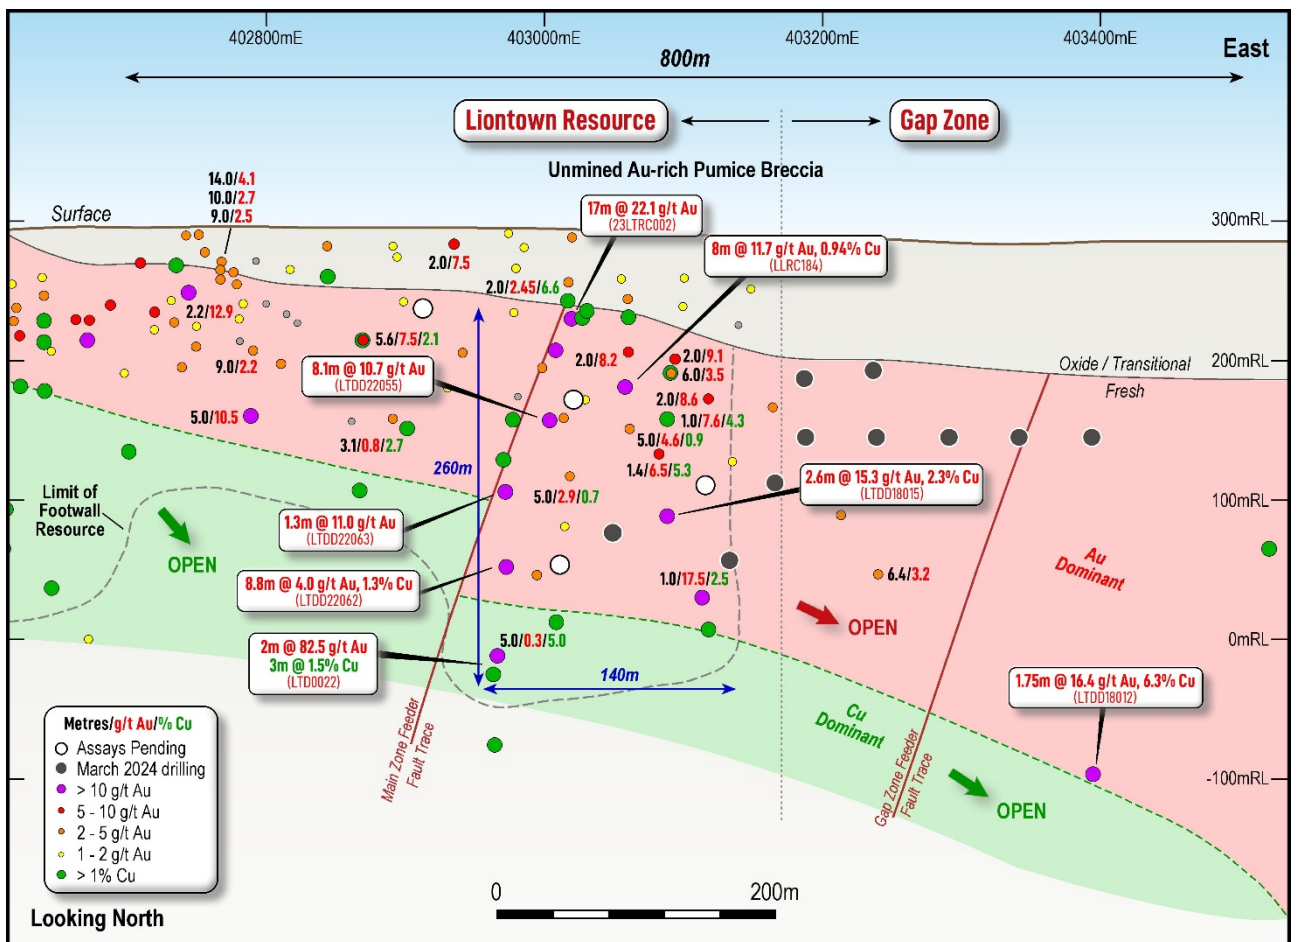 402800mE
403000mE
403200mE
403400mE
East
800m
Liontown Resource
Gap Zone
Unmined Au-rich Pumice Breccia
14.0/4.1
10.0/2.7
9.0/2.5
Surface
300mRL
17m @ 22.1 g/t Au
(23LTRC002)
8m @ 11.7 g/t Au, 0.94% Cu
(LLRC184)
2.0/7.5
2.0/2.45/6.6
2.2/12.9
5.6/7.5/2.1
2.0/8.2
2.0/9.1
6.0/3.5
200mRL
Oxide / Transitional
Fresh
9.0/2.2
8.1m @ 10.7 g/t Au
(LTDD22055)
2.0/8.6
1.0/7.6/4.3
5.0/10.5
3.1/0.8/2.7
5.0/4.6/0.9
1.4/6.5/5.3
260m
2.6m @ 15.3 g/t Au, 2.3% Cu
(LTDD18015)
Limit of
Footwall
Resource
5.0/2.9/0.7
100mRL
1.3m @ 11.0 g/t Au
(LTDD22063)
OPEN
8.8m @ 4.0 g/t Au, 1.3% Cu
(LTDD22062)
1.0/17.5/2.5
6.4/3.2
Au
Dominant
OPEN
5.0/0.3/5.0
0mRL
2m @ 82.5 g/t Au
3m @ 1.5% Cu
(LTD0022)
140m
1.75m @ 16.4 g/t Au, 6.3% Cu
(LTDD18012)
Cu
Dominant
Main Zone Feeder
Fault Trace
Gap Zone Feeder
Fault Trace
OPEN
-100mRL
Metres/g/t Au/% Cu
Assays Pending
March 2024 drilling
> 10 g/t Au
5 - 10 g/t Au
2 - 5 g/t Au
1 - 2 g/t Au
> 1% Cu
0
200m
Looking North